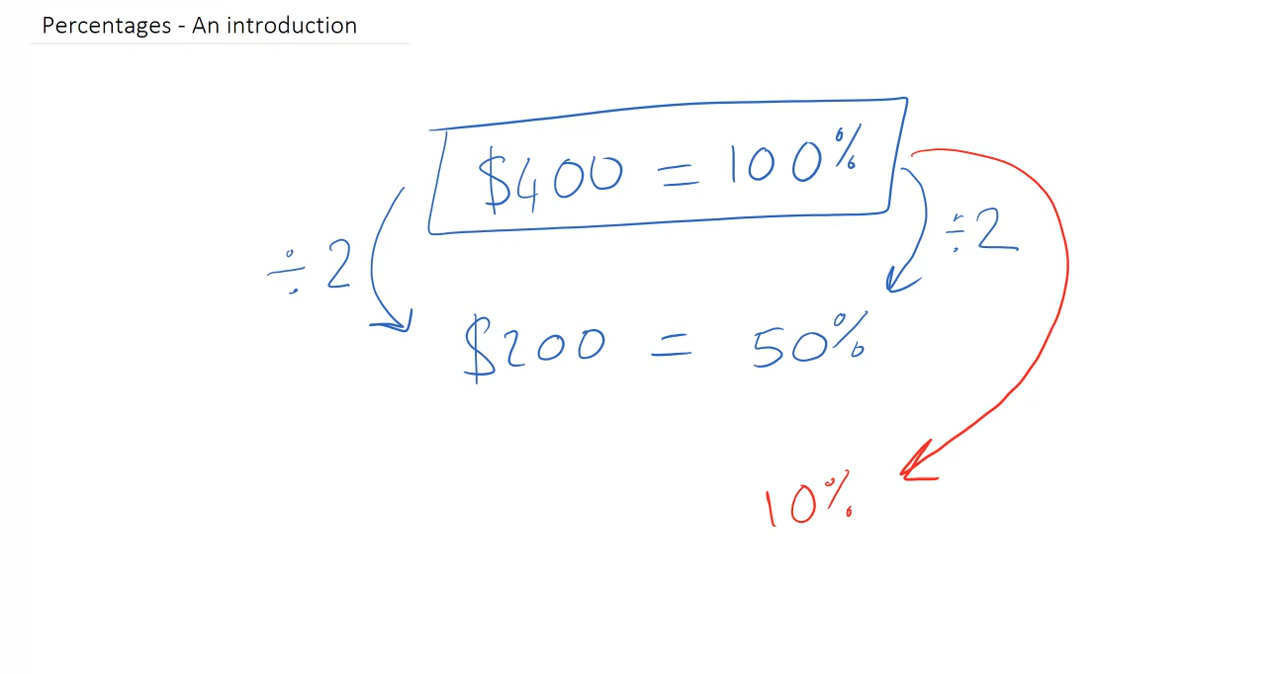 Percentages - An introduction
$400 = 100%
÷2 ÷2
$200 = 50%
10%